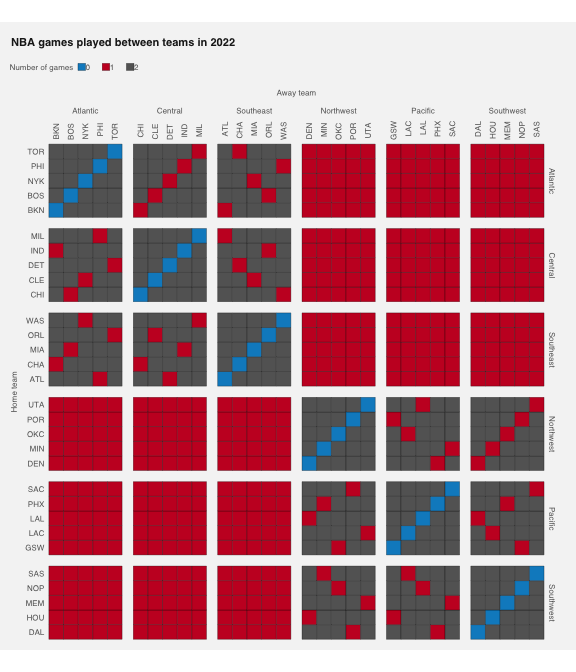 NBA games played between teams in 2022
Number of games 0 1 2
Away team
Atlantic Central Southeast Northwest Pacific Southwest
BKN BOS NYK PHI TOR CHI CLE DET IND MIL ATL CHA MIA ORL WAS DEN MIN OKC POR UTA GSW LAC LAL PHX SAC DAL HOU MEM NOP SAS
Home team
TOR
PHI
NYK
BOS
BKN
Atlantic
MIL
IND
DET
CLE
CHI
Central
WAS
ORL
MIA
CHA
ATL
Southeast
UTA
POR
OKC
MIN
DEN
Northwest
SAC
PHX
LAL
LAC
GSW
Pacific
SAS
NOP
MEM
HOU
DAL
Southwest